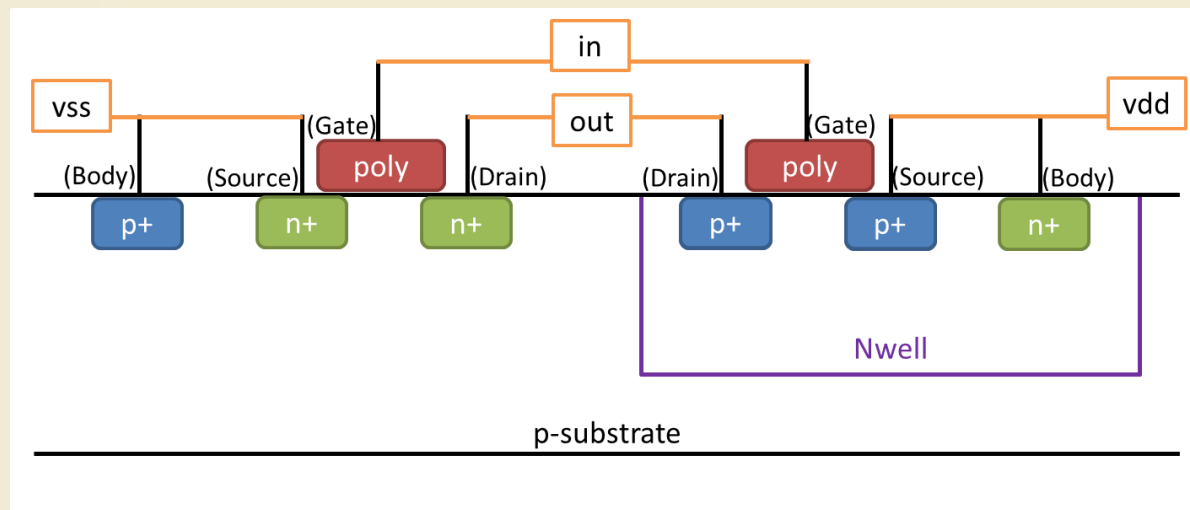 in
vss
out
vdd
(Gate)
(Gate)
poly
poly
(Body)
(Source)
(Drain)
(Drain)
(Source)
(Body)
p+
n+
n+
p+
p+
n+
Nwell
p-substrate